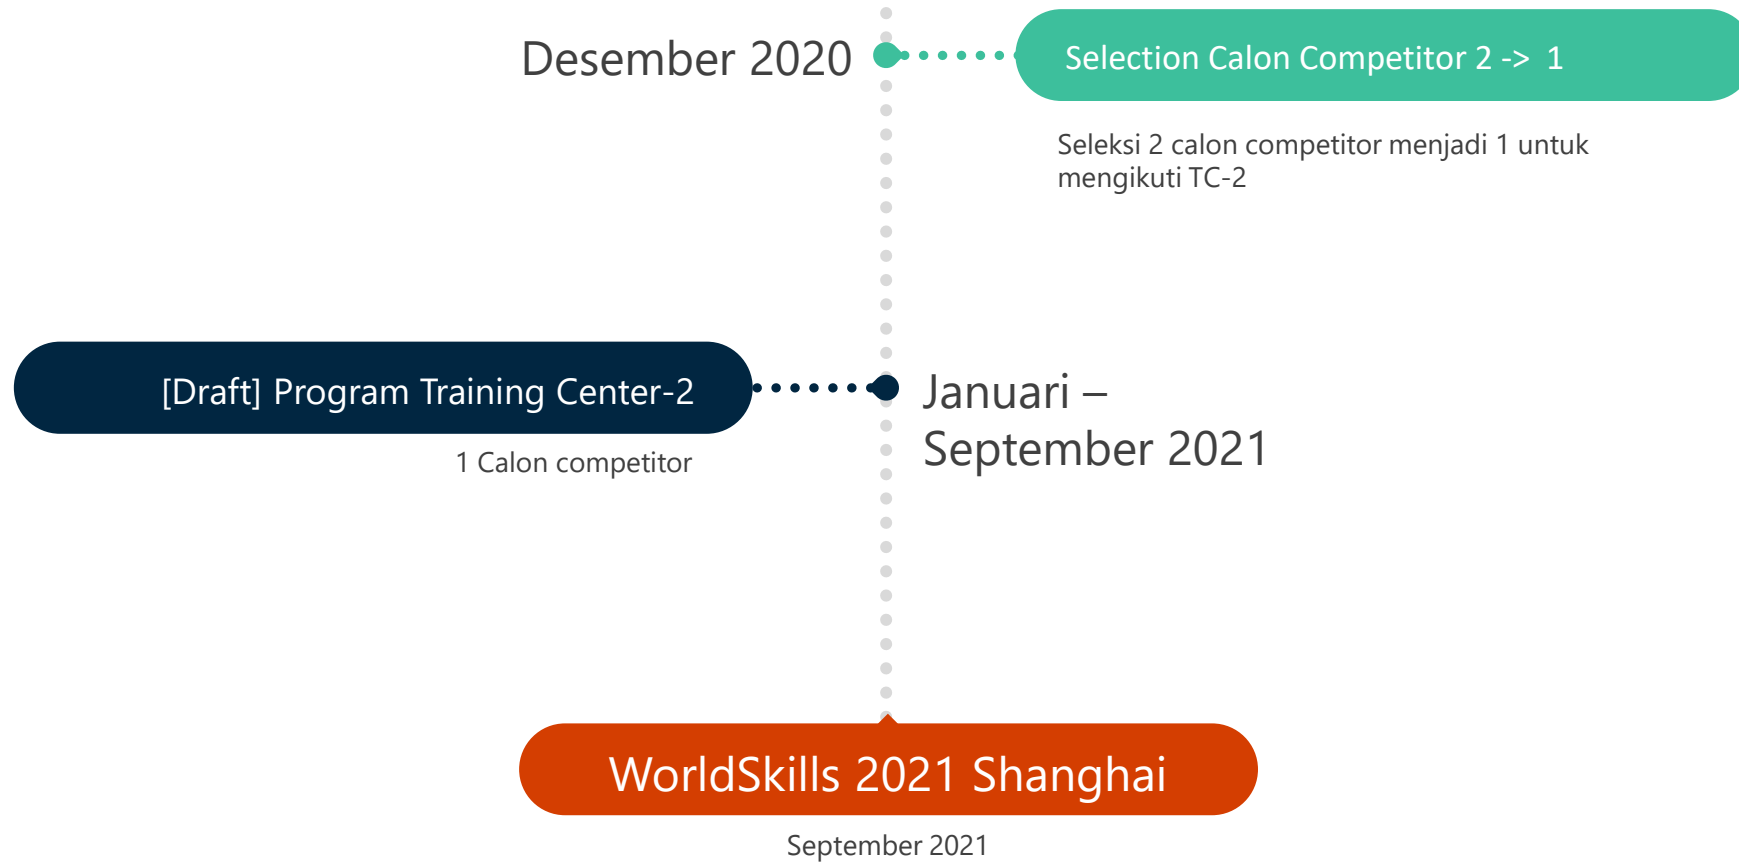 Desember 2020
Selection Calon Competitor 2 -> 1
Seleksi 2 calon competitor menjadi 1 untuk
mengikuti TC-2
[Draft] Program Training Center-2
1 Calon competitor
Januari –
September 2021
WorldSkills 2021 Shanghai
September 2021